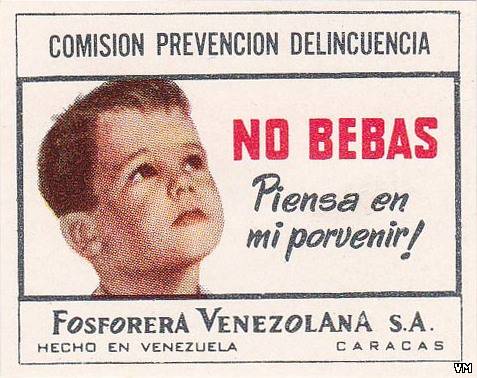 COMISION PREVENCION DELINCUENCIA
NO BEBAS
Piensa en
mi porvenir!
FOSFORERA VENEZOLANA S.A.
HECHO EN VENEZUELA CARACAS
VM